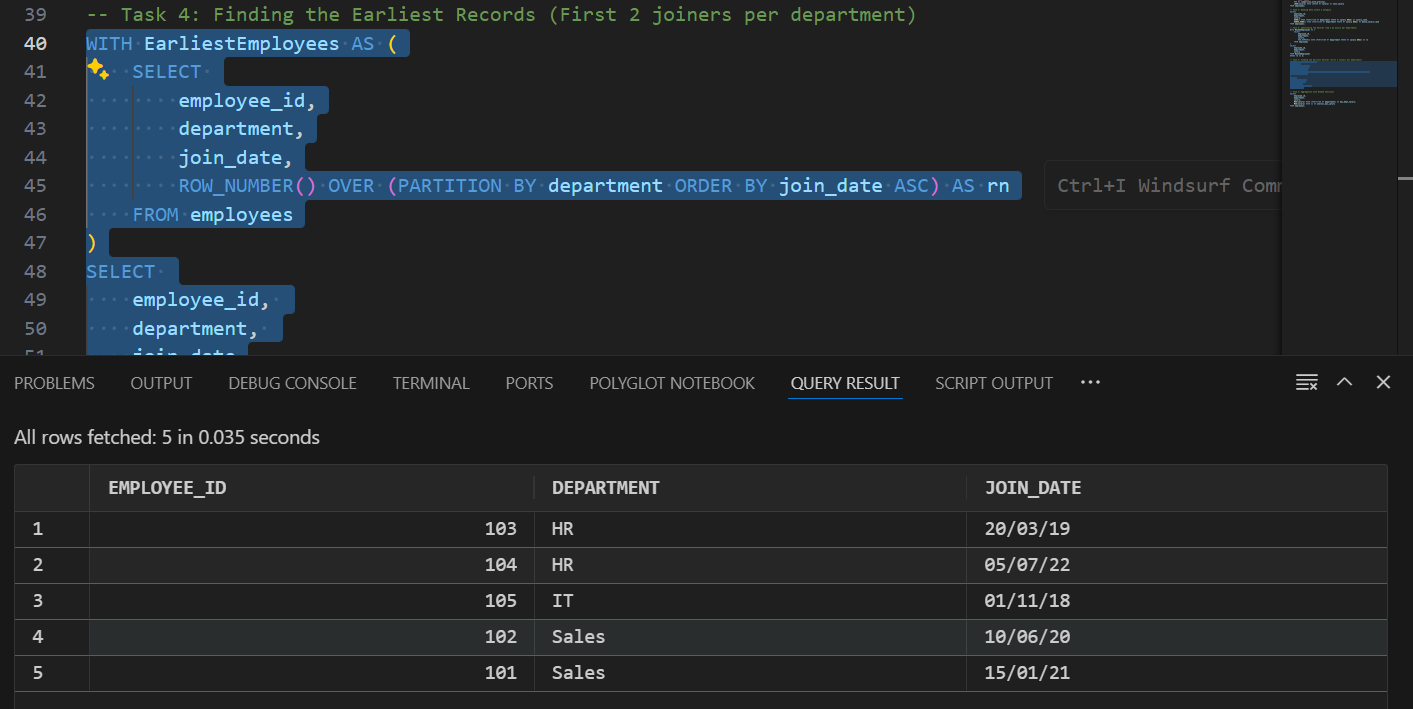 39 -- Task 4: Finding the Earliest Records (First 2 joiners per department)
40 WITH EarliestEmployees AS (
41 SELECT
42 employee_id,
43 department,
44 join_date,
45 ROW_NUMBER() OVER (PARTITION BY department ORDER BY join_date ASC) AS rn
Ctrl+I Windsurf Comm
46 FROM employees
47 )
48 SELECT
49 employee_id,
50 department,
51 join_date
PROBLEMS OUTPUT DEBUG CONSOLE TERMINAL PORTS POLYGLOT NOTEBOOK QUERY RESULT SCRIPT OUTPUT
All rows fetched: 5 in 0.035 seconds
EMPLOYEE_ID DEPARTMENT JOIN_DATE
1 103 HR 20/03/19
2 104 HR 05/07/22
3 105 IT 01/11/18
4 102 Sales 10/06/20
5 101 Sales 15/01/21